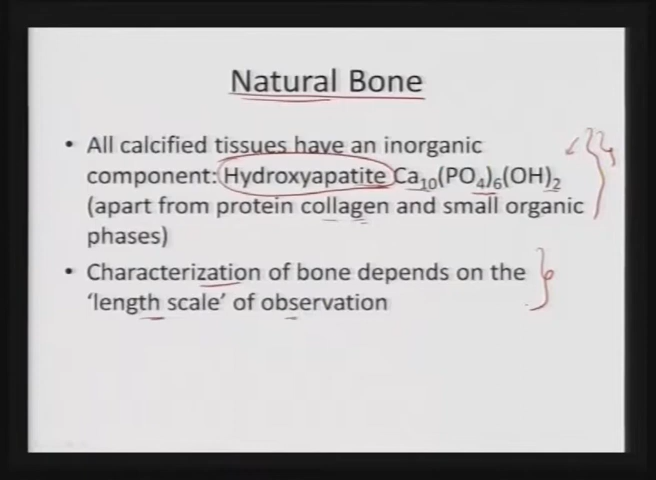 Natural Bone
• All calcified tissues have an inorganic
component: Hydroxyapatite Ca10(PO4)6(OH)2
(apart from protein collagen and small organic
phases)
• Characterization of bone depends on the
‘length scale’ of observation